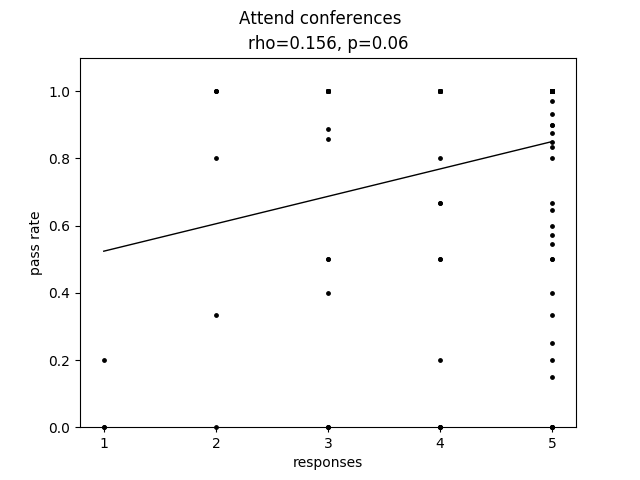 Attend conferences
rho=0.156, p=0.06
1.0
0.8
0.6
0.4
0.2
0.0
pass rate
1 2 3 4 5
responses